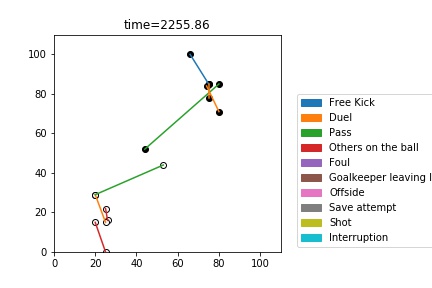 time=2255.86
100
80
60
40
20
0
0 20 40 60 80 100
Free Kick
Duel
Pass
Others on the ball
Foul
Goalkeeper leaving l
Offside
Save attempt
Shot
Interruption